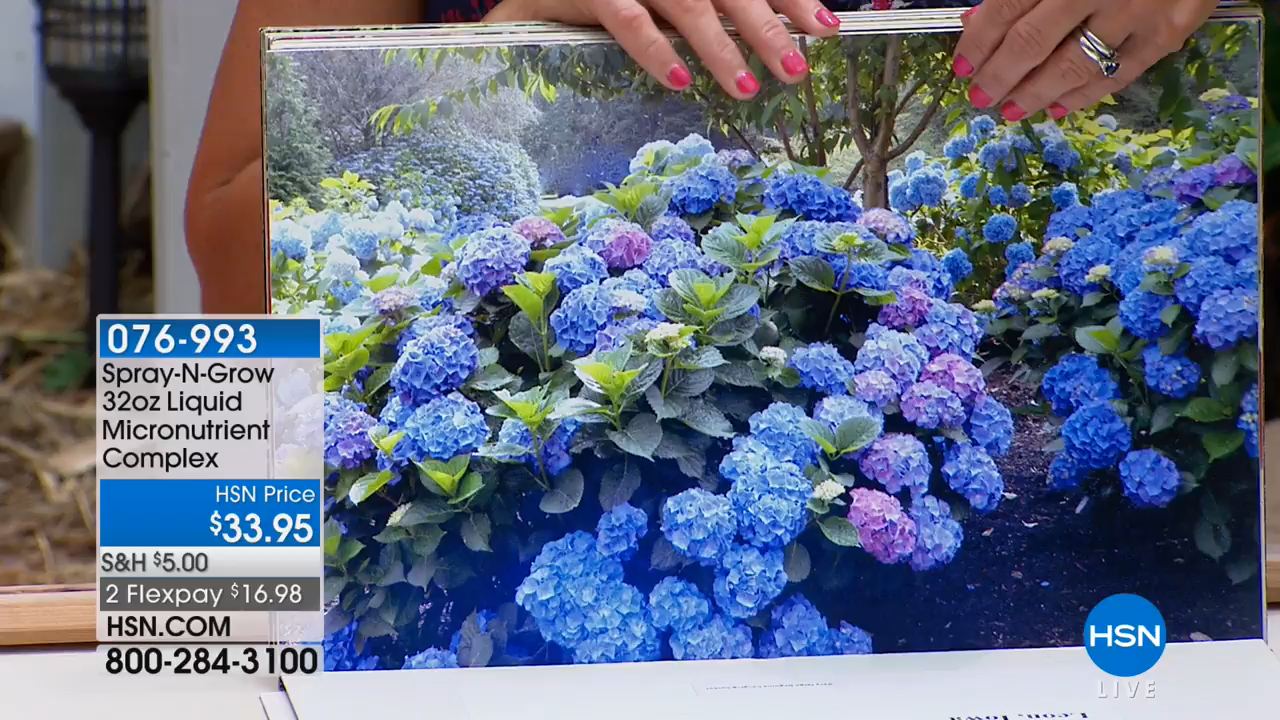 076-993
Spray-N-Grow
32oz Liquid
Micronutrient
Complex
HSN Price
$33.95
S&H $5.00
2 Flexpay $16.98
HSN.COM
800-284-3100
HSN
LIVE